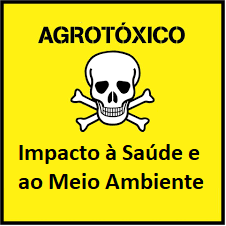 AGROTÓXICO
Impacto à Saúde e
ao Meio Ambiente